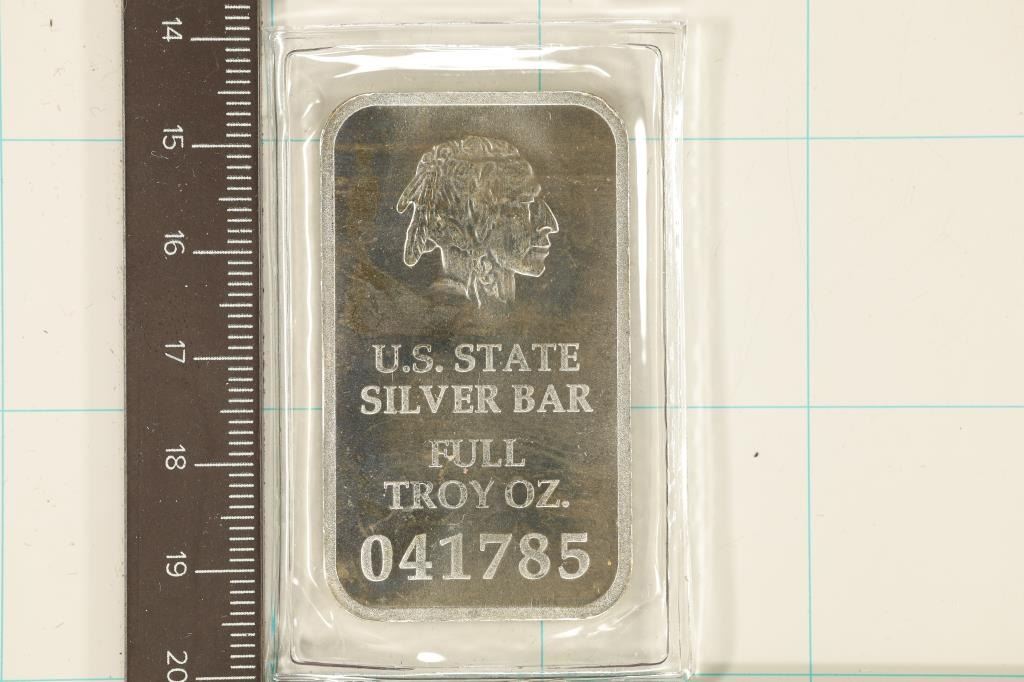 14
15
16
17
18
19
20
U.S. STATE
SILVER BAR
FULL
TROY OZ.
041785